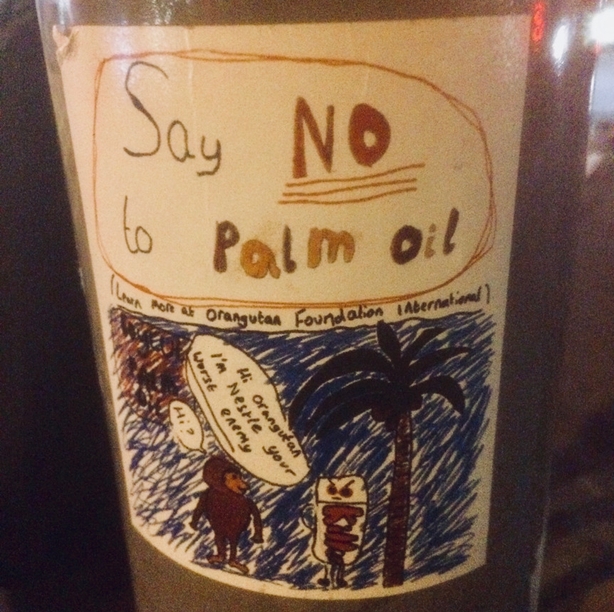 Say NO
to Palm Oil
(Learn more at Orangutan Foundation International)
Hi Orangutan
I'm Nestle your
worst enemy
Hi?